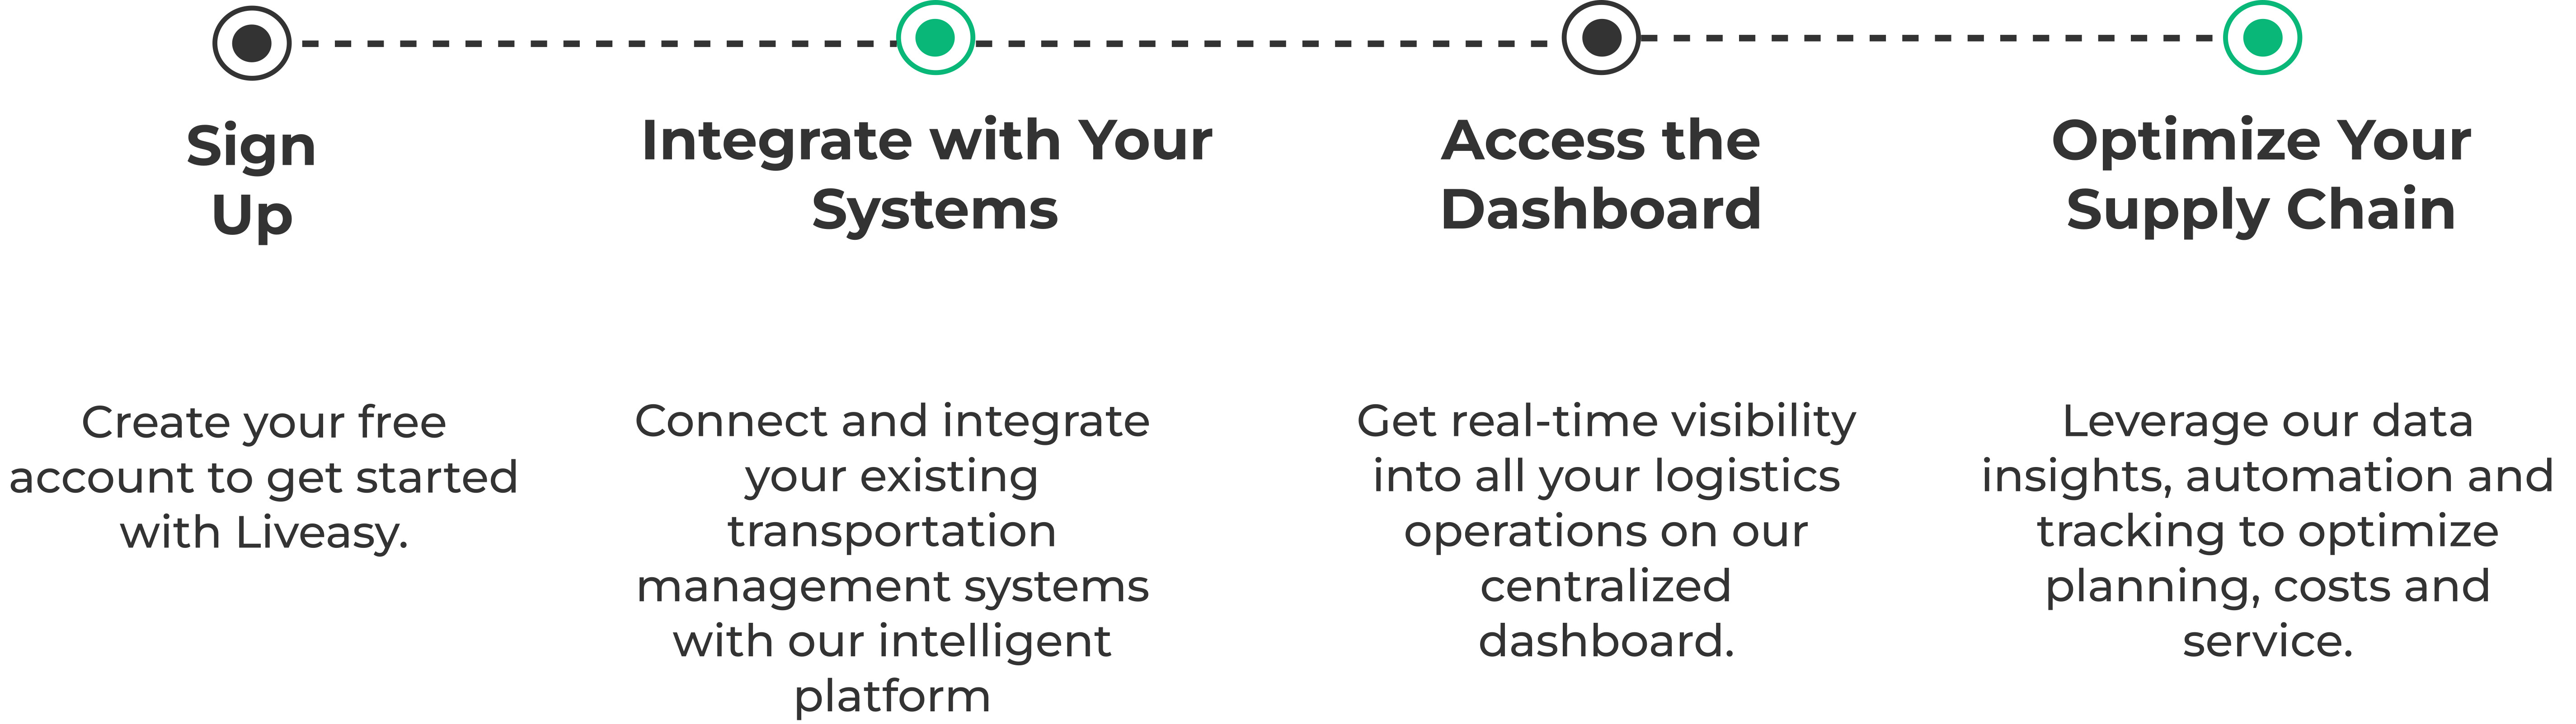 Sign
Up
Integrate with Your
Systems
Access the
Dashboard
Optimize Your
Supply Chain
Create your free
account to get started
with Liveasy.
Connect and integrate
your existing
transportation
management systems
with our intelligent
platform
Get real-time visibility
into all your logistics
operations on our
centralized
dashboard.
Leverage our data
insights, automation and
tracking to optimize
planning, costs and
service.